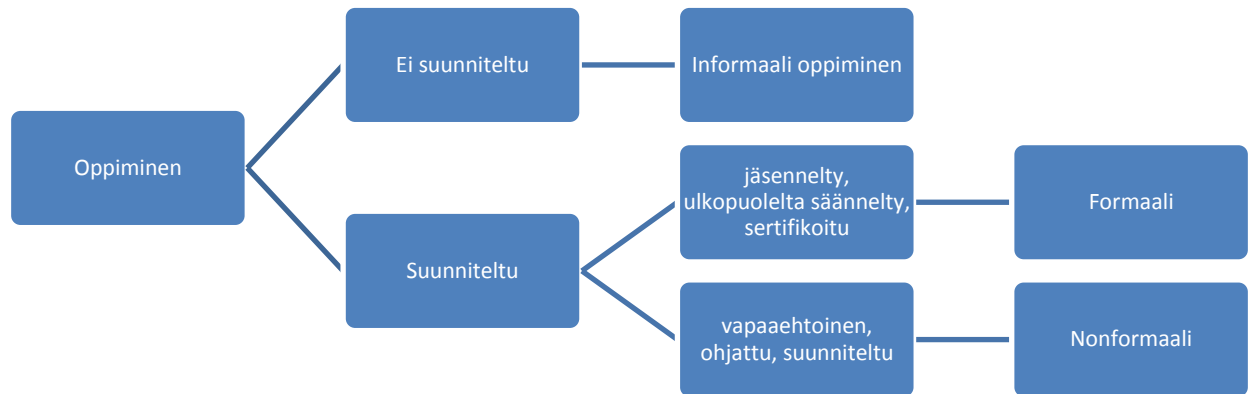 Oppiminen
Ei suunniteltu
Informaali oppiminen
Suunniteltu
jäsennelty,
ulkopuolelta säännelty,
sertifikoitu
Formaali
vapaaehtoinen,
ohjattu, suunniteltu
Nonformaali